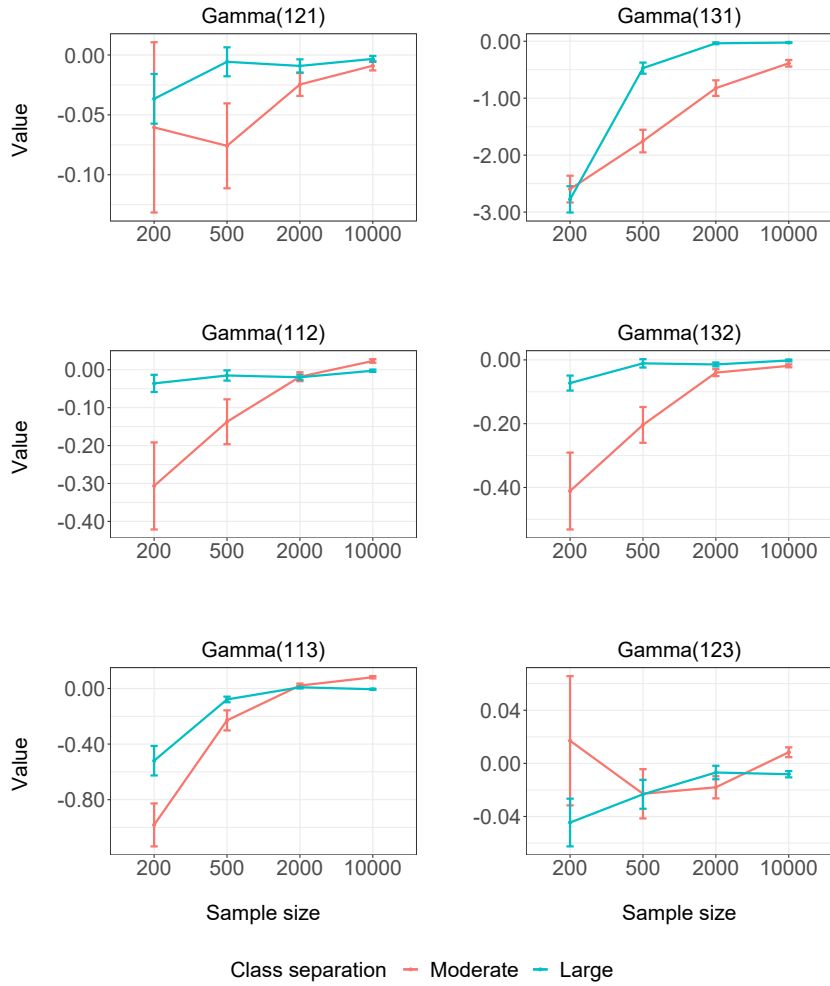 Gamma(121)
Value
0.00
-0.05
-0.10
200 500 2000 10000
Gamma(131)
0.00
-1.00
-2.00
-3.00
200 500 2000 10000
Gamma(112)
Value
0.00
-0.10
-0.20
-0.30
-0.40
200 500 2000 10000
Gamma(132)
0.00
-0.20
-0.40
200 500 2000 10000
Gamma(113)
Value
0.00
-0.40
-0.80
200 500 2000 10000
Sample size
Gamma(123)
0.04
0.00
-0.04
200 500 2000 10000
Sample size
Class separation Moderate Large